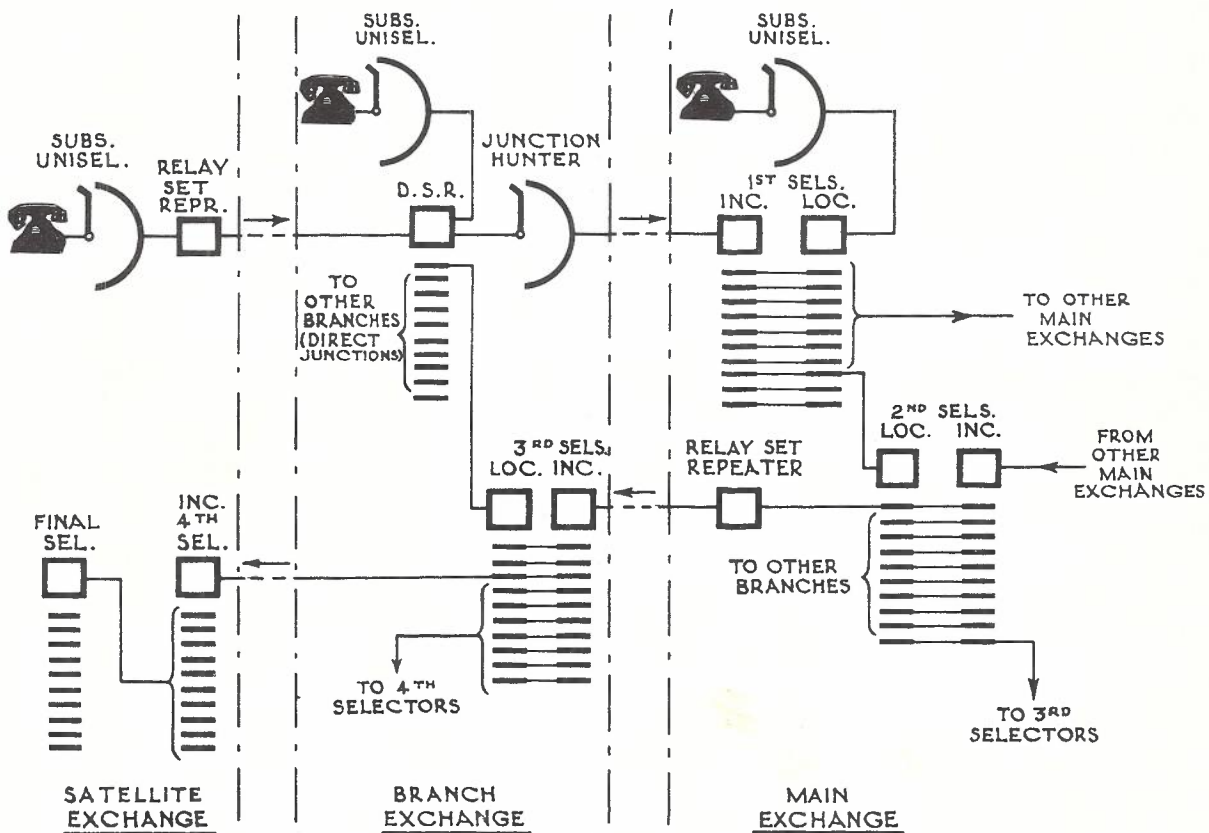 SUBS.
UNISEL.
SUBS.
UNISEL.
SUBS.
UNISEL.
RELAY
SET
REPR.
D.S.R.
JUNCTION
HUNTER
1ST SELS.
INC. LOC.
TO
OTHER
BRANCHES
(DIRECT
JUNCTIONS)
TO OTHER
MAIN
EXCHANGES
2ND SELS.
LOC. INC.
FROM
OTHER
MAIN
EXCHANGES
3RD SELS.
LOC. INC.
RELAY SET
REPEATER
FINAL
SEL.
INC.
4TH
SEL.
TO OTHER
BRANCHES
TO 4TH
SELECTORS
TO 3RD
SELECTORS
SATELLITE
EXCHANGE
BRANCH
EXCHANGE
MAIN
EXCHANGE